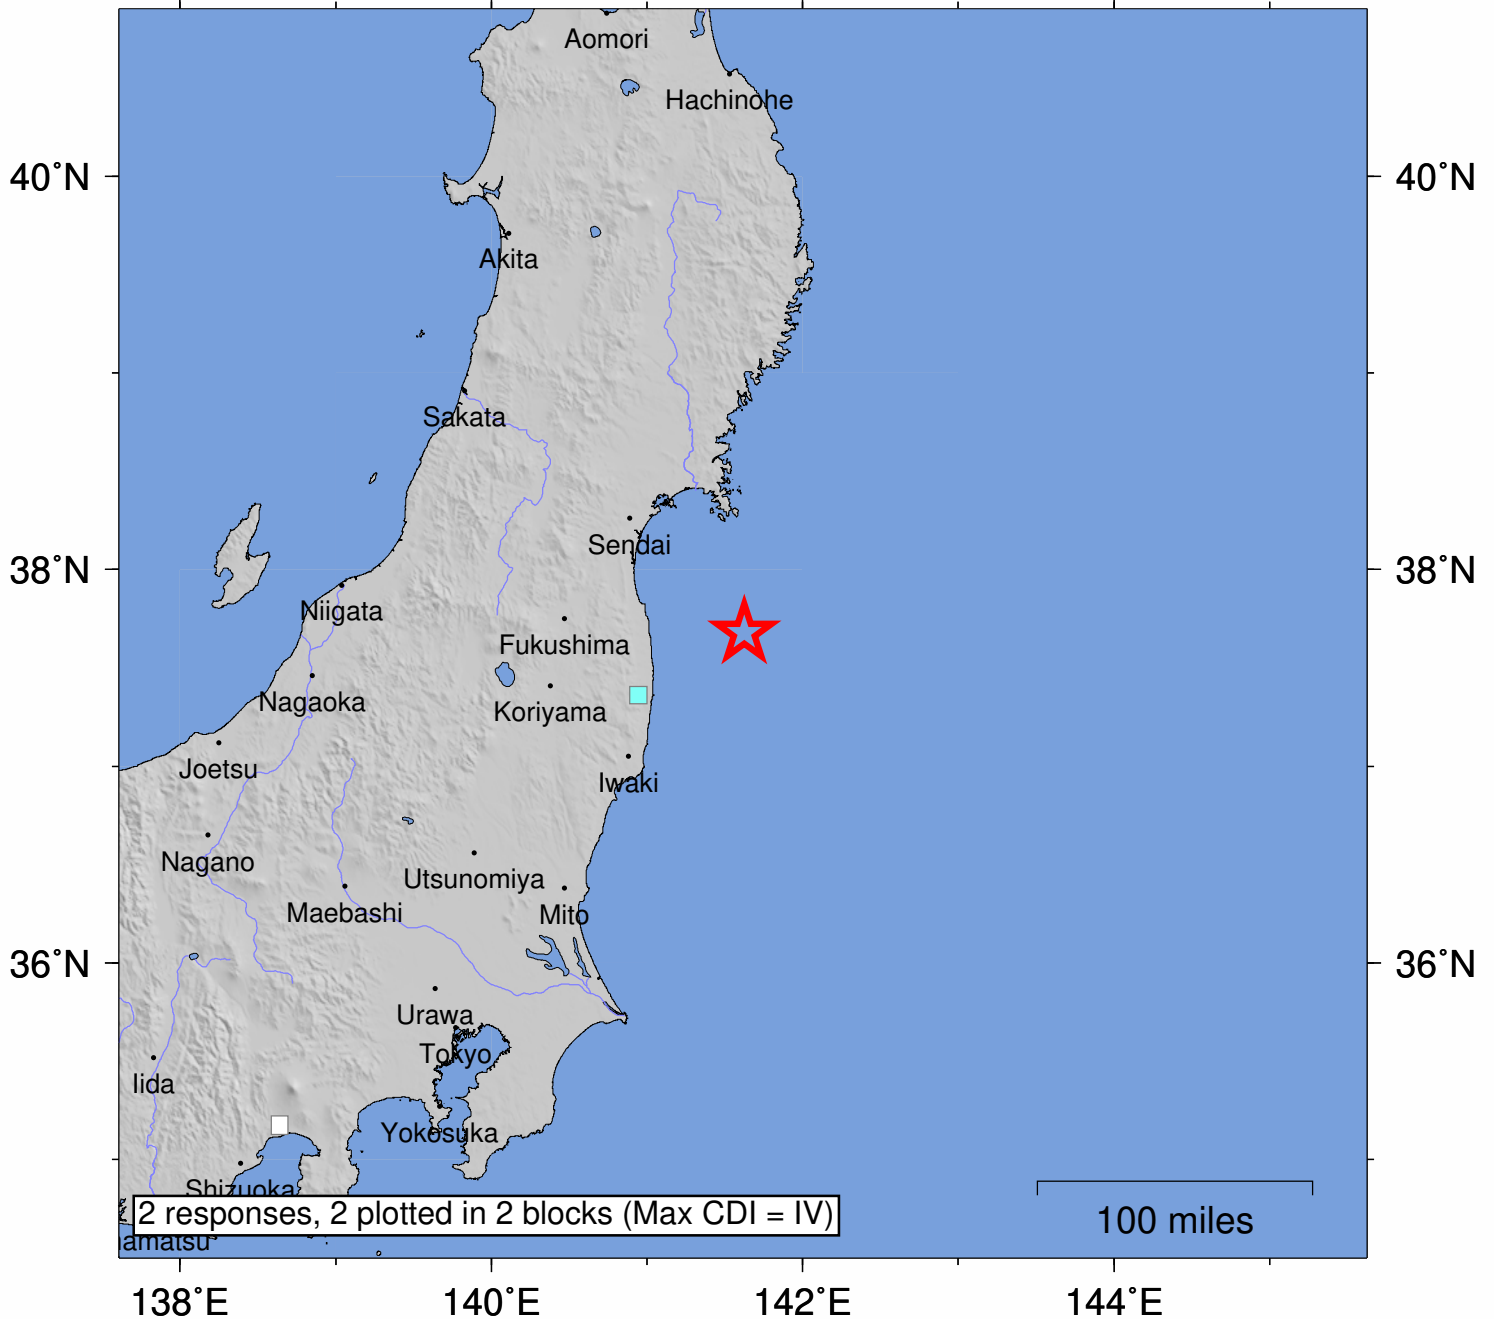 Aomori
Hachinohe
40°N
40°N
Akita
Sakata
Sendai
38°N
38°N
Niigata
Fukushima
Nagaoka
Koriyama
Joetsu
Iwaki
Nagano
Utsunomiya
Maebashi
Mito
36°N
36°N
Urawa
Tokyo
Iida
Yokosuka
Shizuoka
2 responses, 2 plotted in 2 blocks (Max CDI = IV)
100 miles
amatsu
138°E
140°E
142°E
144°E